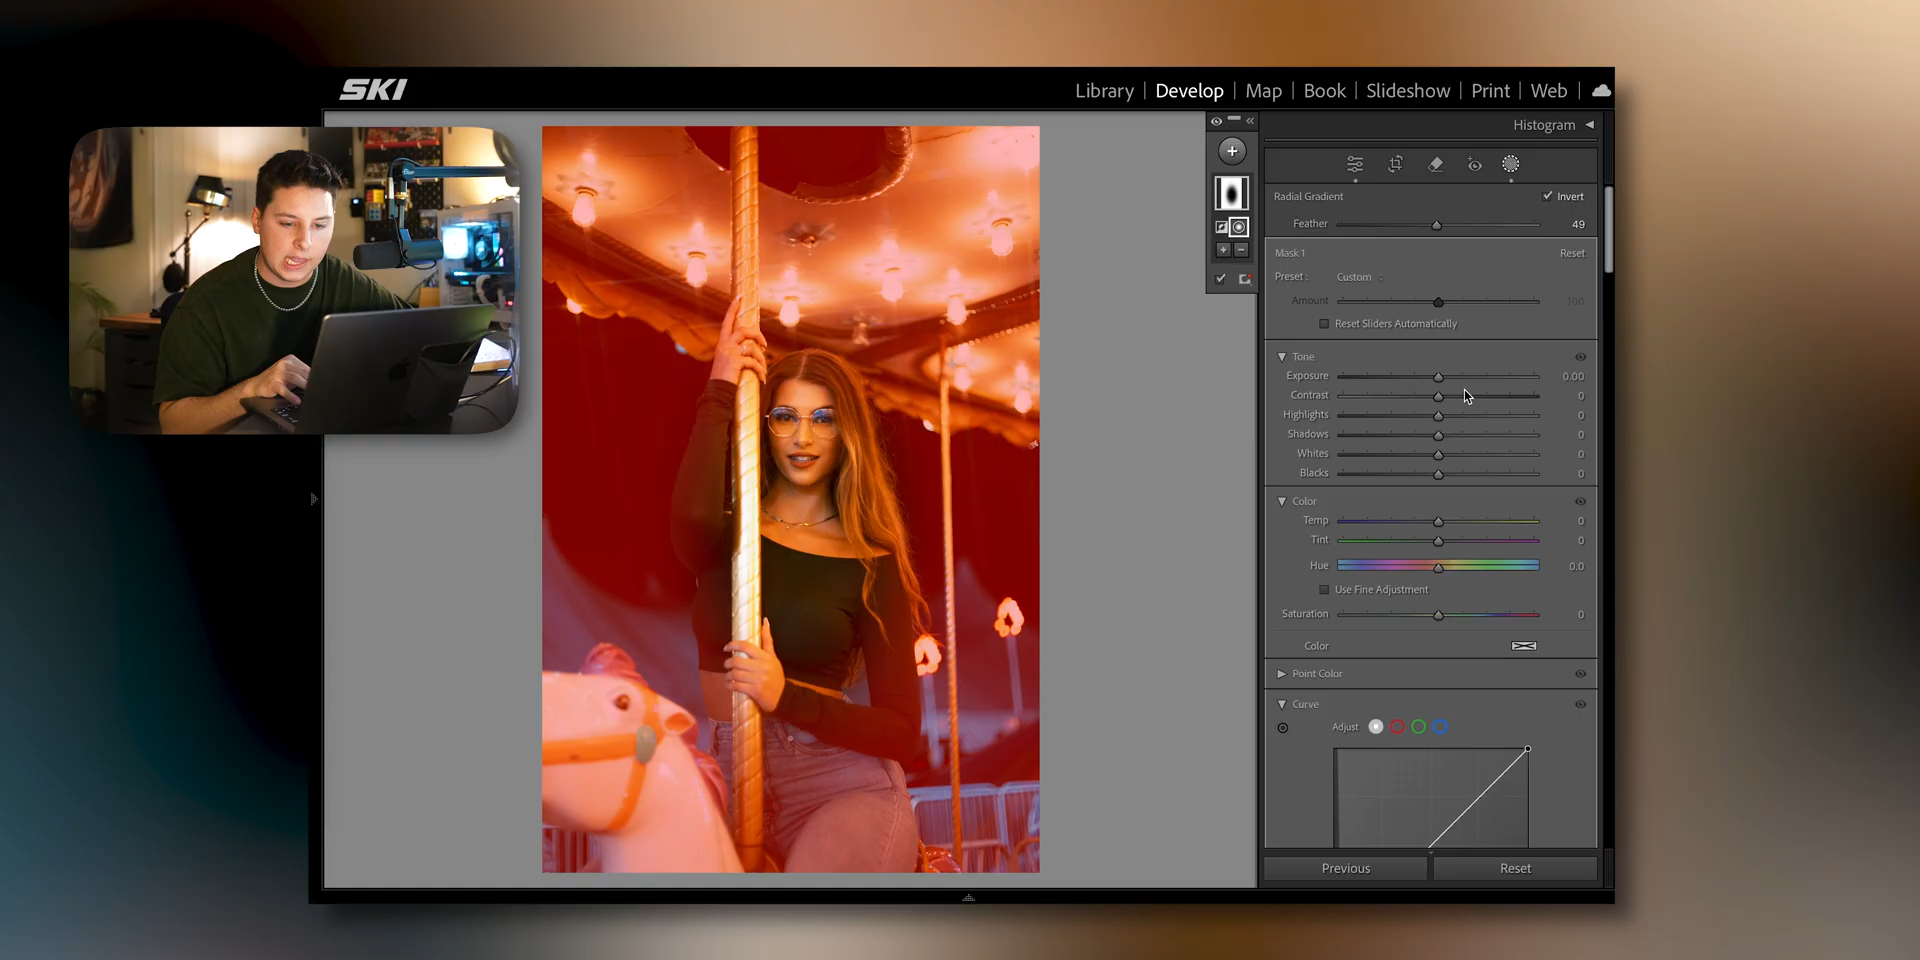 SKI
Library | Develop | Map | Book | Slideshow | Print | Web |
Histogram
Radial Gradient Invert
Feather 49
Mask 1 Reset
Preset : Custom
Amount 100
Reset Sliders Automatically
Tone
Exposure 0.00
Contrast 0
Highlights 0
Shadows 0
Whites 0
Blacks 0
Color
Temp 0
Tint 0
Hue 0.0
Use Fine Adjustment
Saturation 0
Color
Point Color
Curve
Adjust
Previous Reset